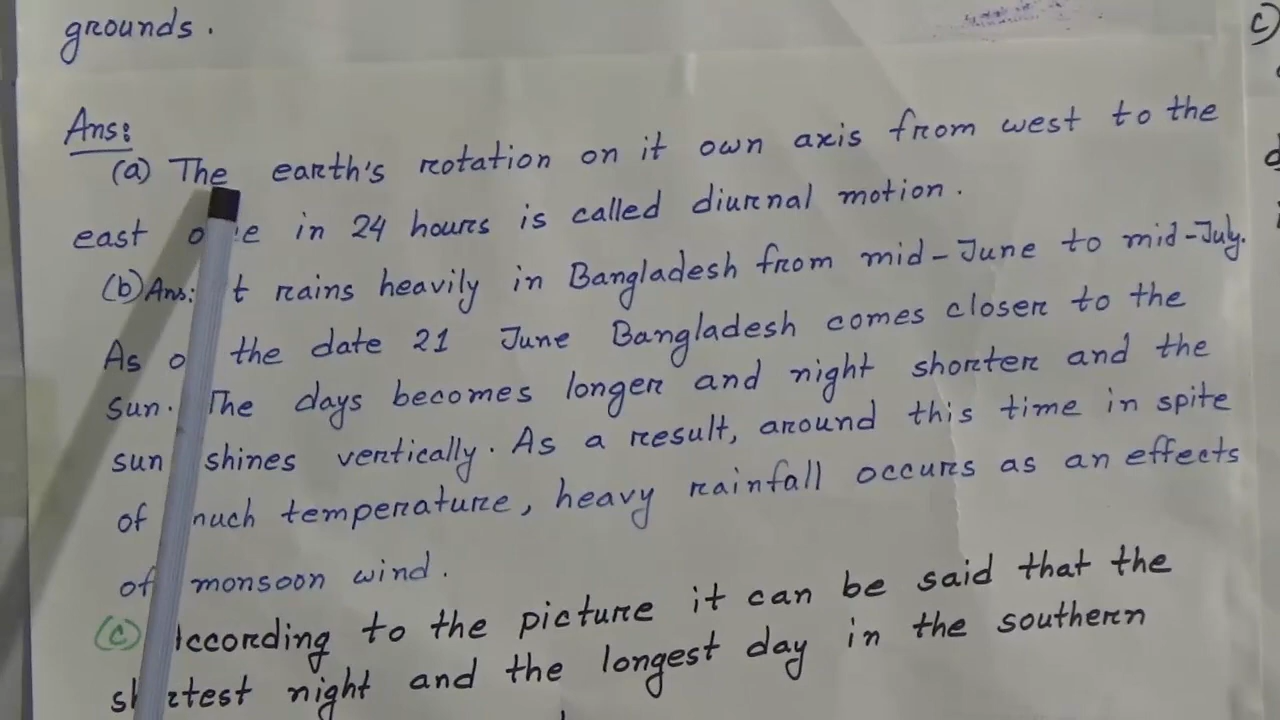 grounds.
Ans:
(a) The earth's rotation on it own axis from west to the
east in 24 hours is called diurnal motion.
(b) Ans: rains heavily in Bangladesh from mid-June to mid-July.
As the date 21 June Bangladesh comes closer to the
sun. The days becomes longer and night shorter and the
sun shines vertically. As a result, around this time in spite
of much temperature, heavy rainfall occurs as an effects
of monsoon wind.
(c) According to the picture it can be said that the
shortest night and the longest day in the southern
c)